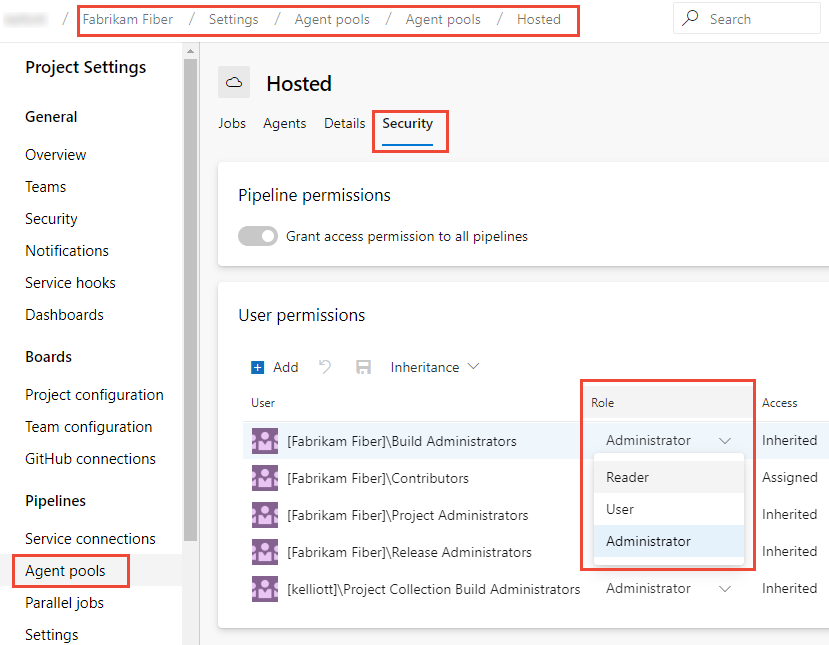 / Fabrikam Fiber / Settings / Agent pools / Agent pools / Hosted
Search
Project Settings
General
Overview
Teams
Security
Notifications
Service hooks
Dashboards
Boards
Project configuration
Team configuration
GitHub connections
Pipelines
Service connections
Agent pools
Parallel jobs
Settings
Hosted
Jobs Agents Details Security
Pipeline permissions
Grant access permission to all pipelines
User permissions
Add Inheritance
User Role Access
[Fabrikam Fiber]\Build Administrators Administrator Inherited
[Fabrikam Fiber]\Contributors Reader Assigned
[Fabrikam Fiber]\Project Administrators User Inherited
[Fabrikam Fiber]\Release Administrators Administrator Inherited
[kelliott]\Project Collection Build Administrators Administrator Inherited